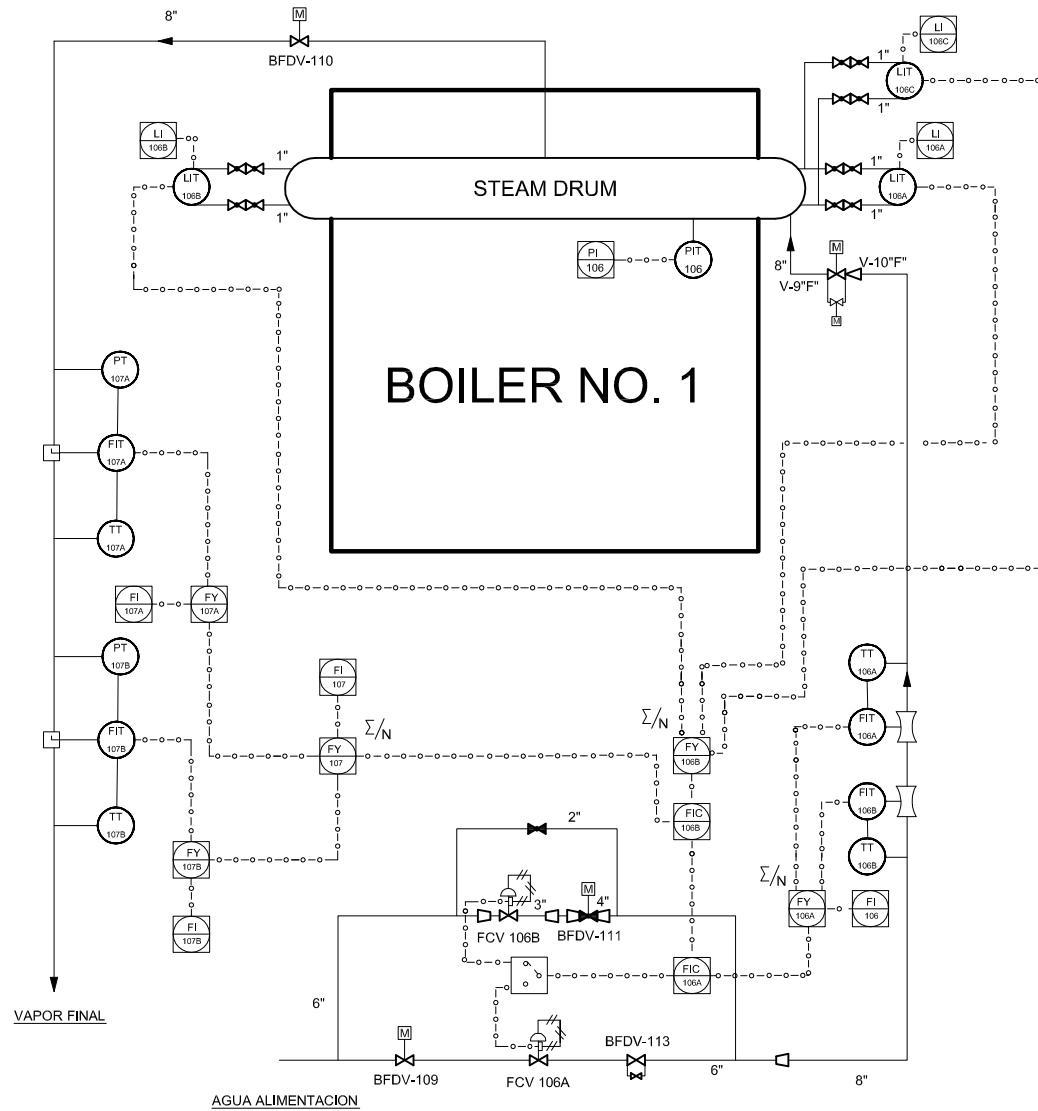 8"
M
BFDV-110
LI
106C
1"
LIT
106C
1"
LI
106B
1"
LIT
106B
1"
STEAM DRUM
LI
106A
1"
LIT
106A
1"
PI
106
PIT
106
8"
M
V-10"F"
V-9"F"
M
BOILER NO. 1
PT
107A
FIT
107A
TT
107A
FI
107A
FY
107A
PT
107B
FIT
107B
TT
107B
FI
107
Σ/N
FY
107
Σ/N
FY
106B
FIC
106B
TT
106A
FIT
106A
FIT
106B
TT
106B
FY
107B
FI
107B
2"
M
3"
4"
FCV 106B
BFDV-111
Σ/N
FY
106A
FI
106
FIC
106A
6"
VAPOR FINAL
M
BFDV-109
FCV 106A
BFDV-113
6"
8"
AGUA ALIMENTACION